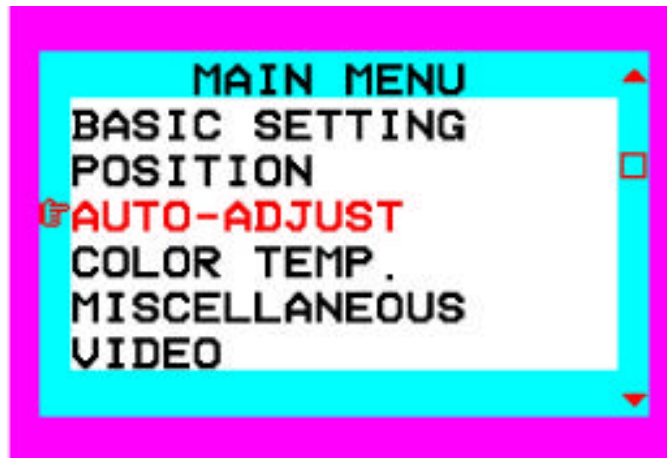 MAIN MENU
BASIC SETTING
POSITION
AUTO-ADJUST
COLOR TEMP.
MISCELLANEOUS
VIDEO